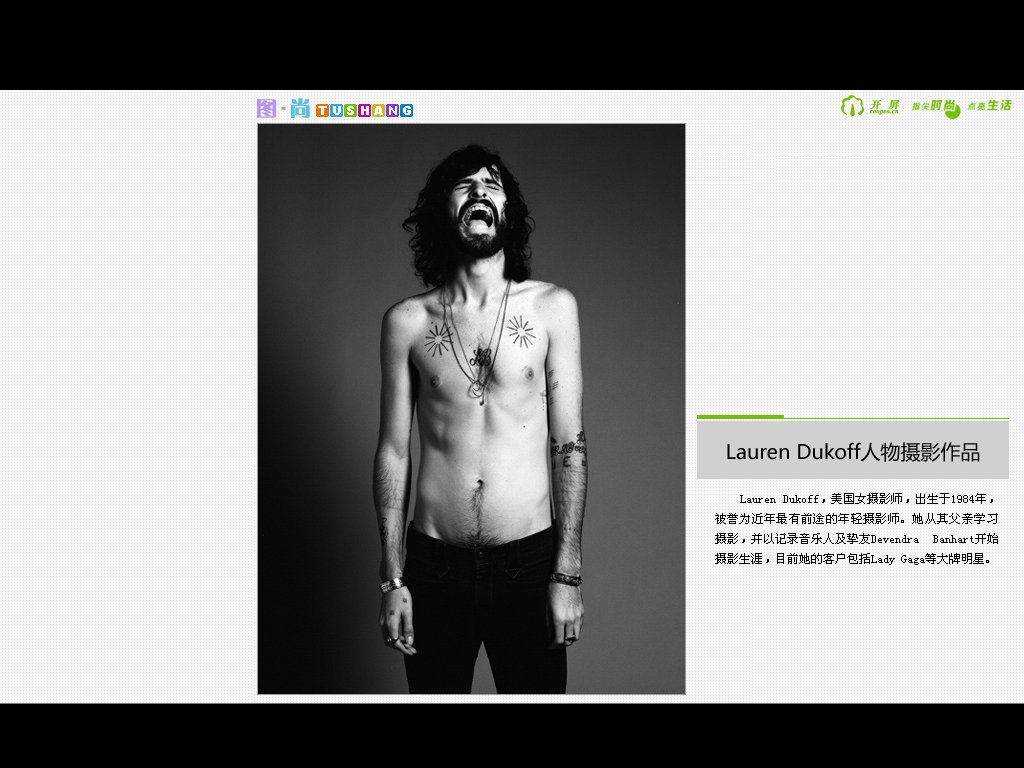 图·尚 TUSHANG
开屏 指尖时尚 点亮生活
coopen.cn
Lauren Dukoff人物摄影作品
Lauren Dukoff，美国女摄影师，出生于1984年，
被誉为近年最有前途的年轻摄影师。她从其父亲学习
摄影，并以记录音乐人及挚友Devendra Banhart开始
摄影生涯，目前她的客户包括Lady Gaga等大牌明星。